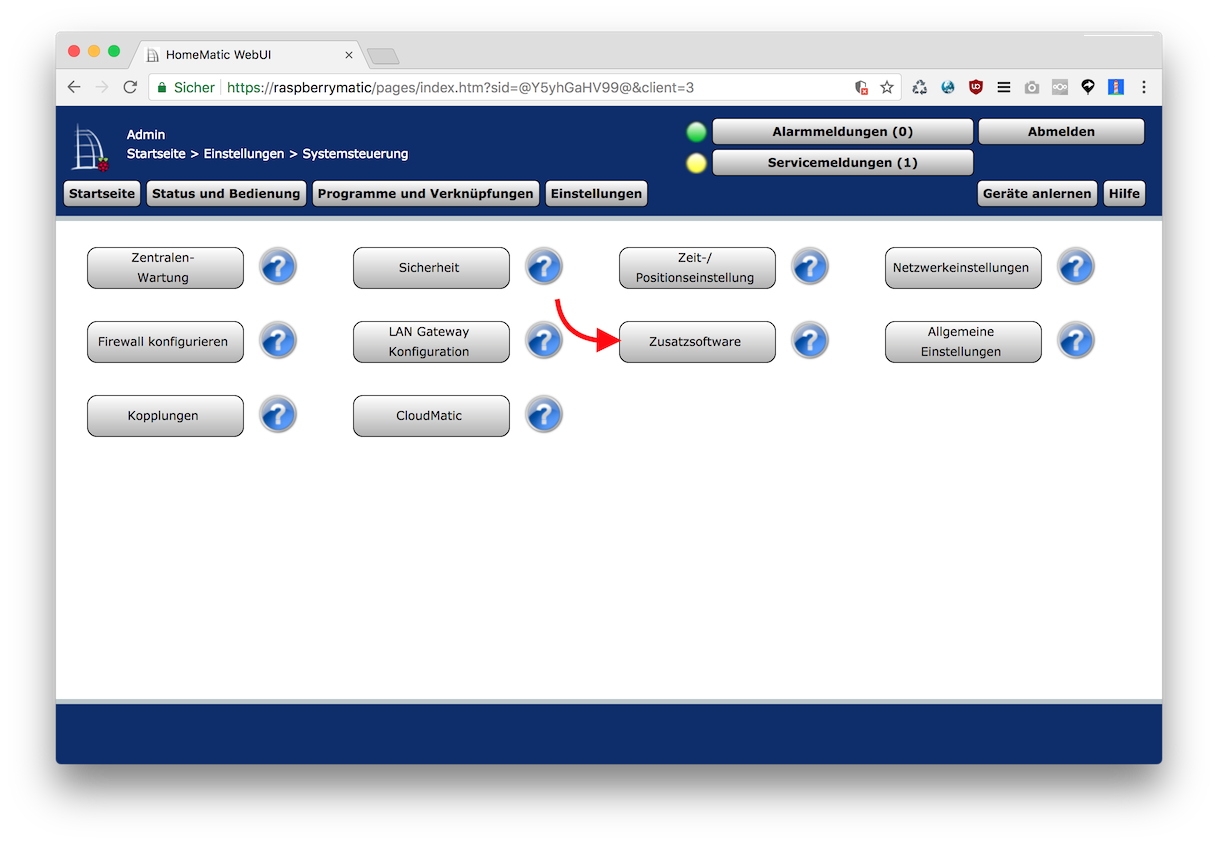 HomeMatic WebUI
Sicher https://raspberrymatic/pages/index.htm?sid=@Y5yhGaHV99@&client=3
Admin
Startseite > Einstellungen > Systemsteuerung
Alarmmeldungen (0)
Abmelden
Servicemeldungen (1)
Startseite
Status und Bedienung
Programme und Verknüpfungen
Einstellungen
Geräte anlernen
Hilfe
Zentralen-
Wartung
Sicherheit
Zeit-/
Positionseinstellung
Netzwerkeinstellungen
Firewall konfigurieren
LAN Gateway
Konfiguration
Zusatzsoftware
Allgemeine
Einstellungen
Kopplungen
CloudMatic